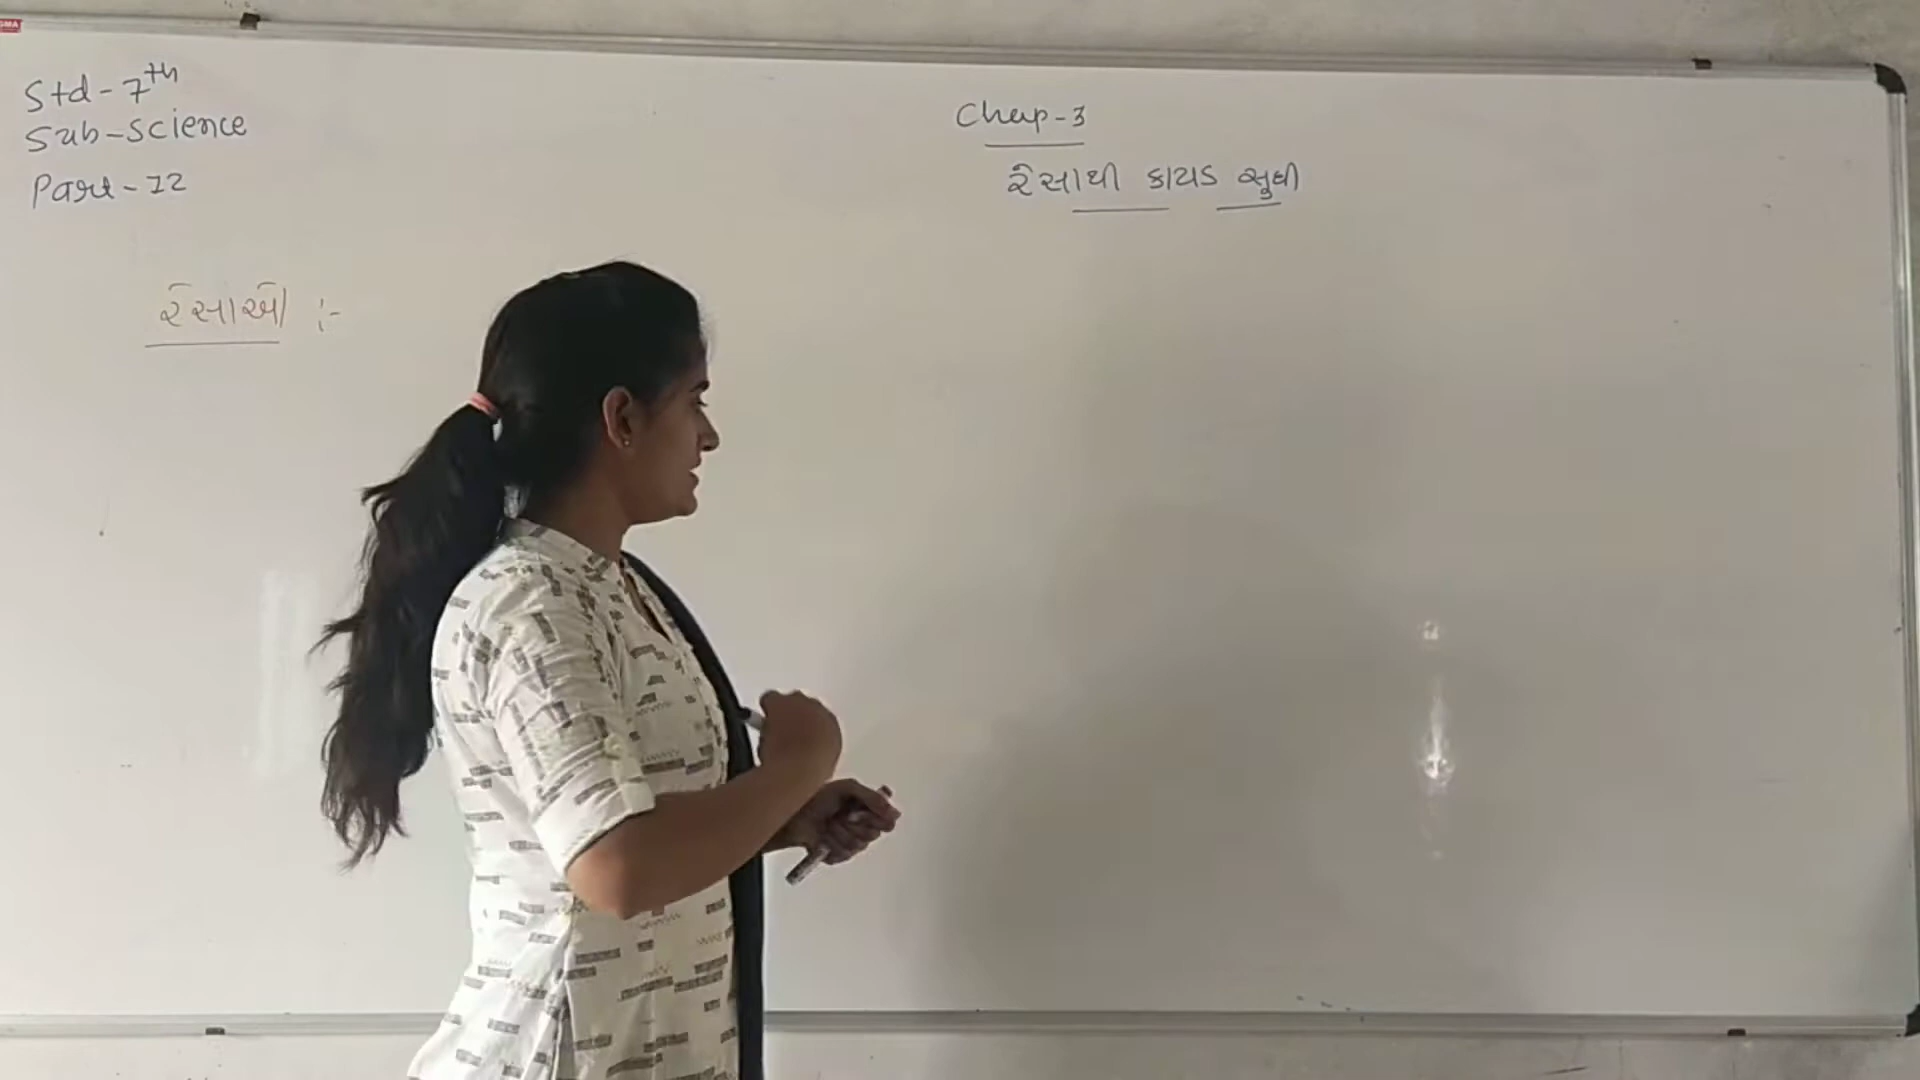 Std - 7th
Sub - Science
Part - 12
Chap - 3
રેસાથી કાપડ સુધી
રેસાઓ :-